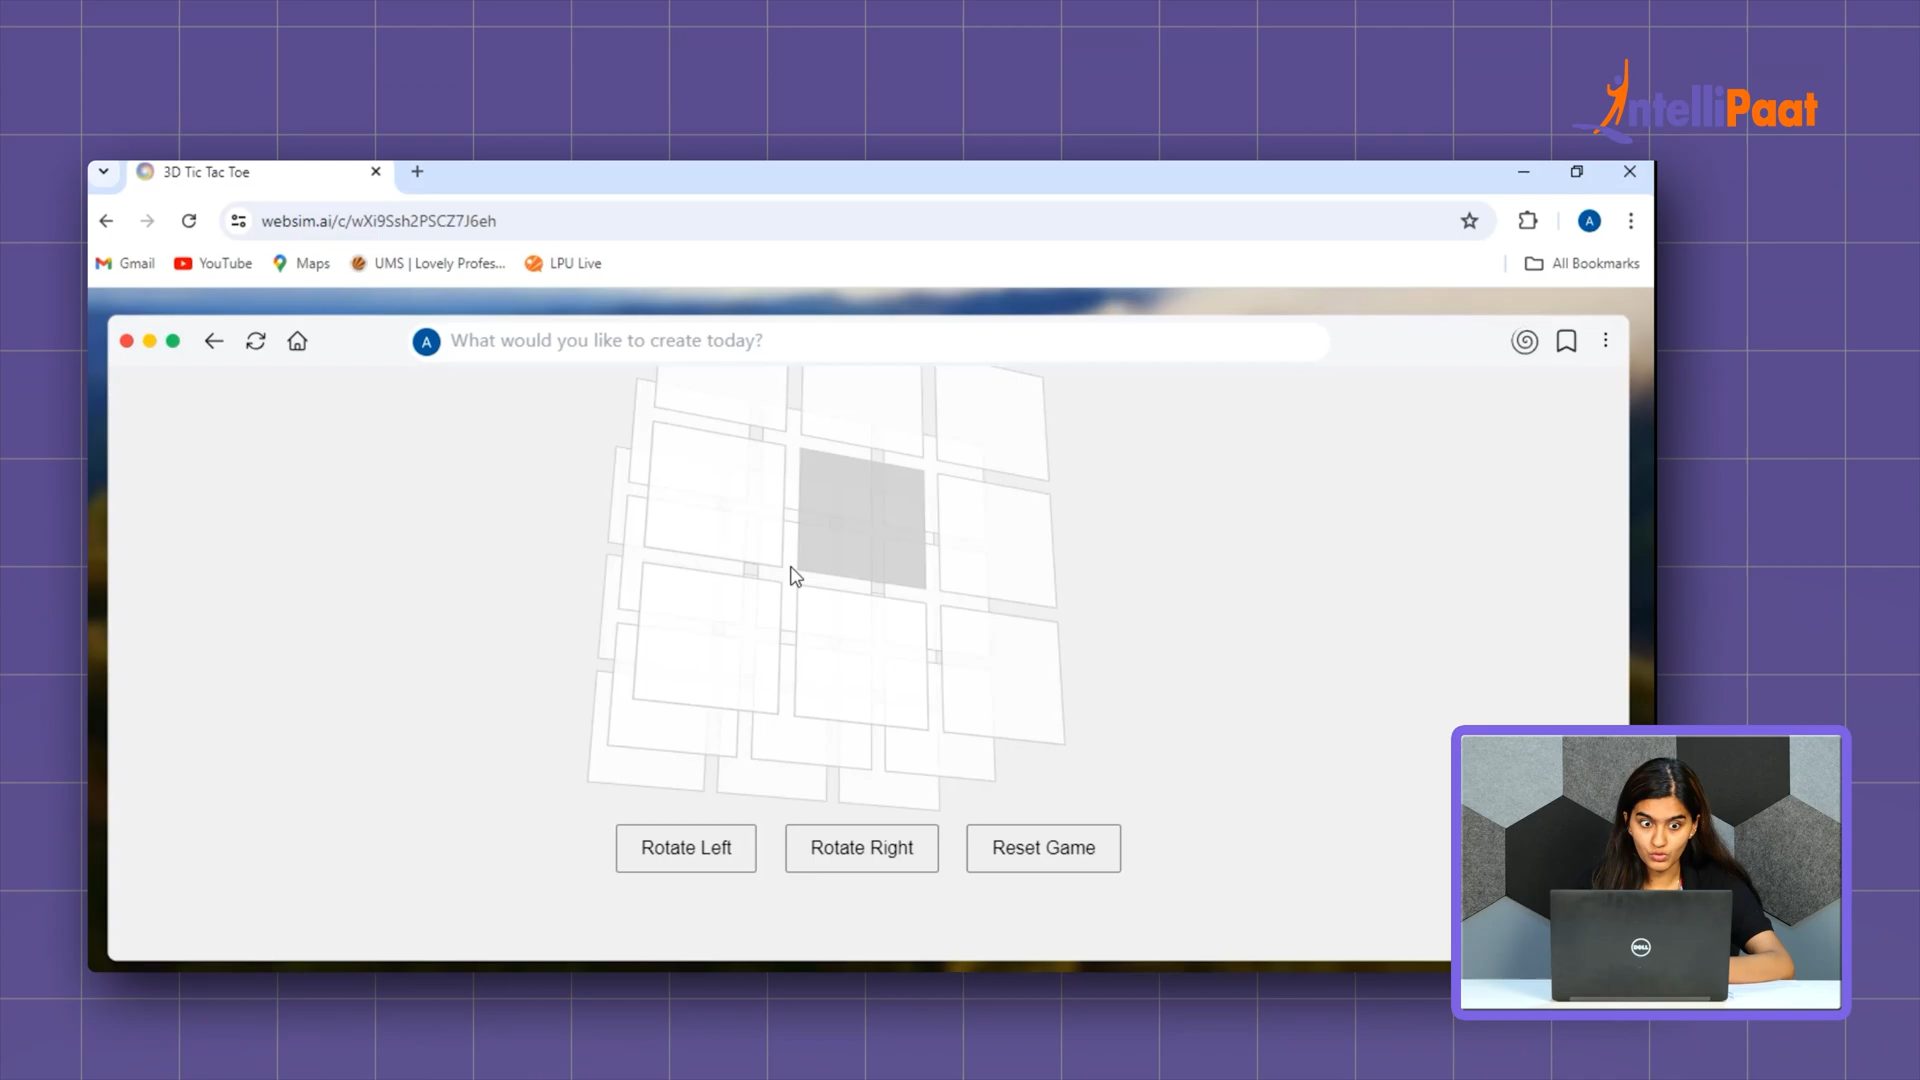 IntelliPaat
3D Tic Tac Toe
websim.ai/c/wXi9Ssh2PSCZ7J6eh
Gmail YouTube Maps UMS | Lovely Profes... LPU Live All Bookmarks
A What would you like to create today?
Rotate Left Rotate Right Reset Game
DELL